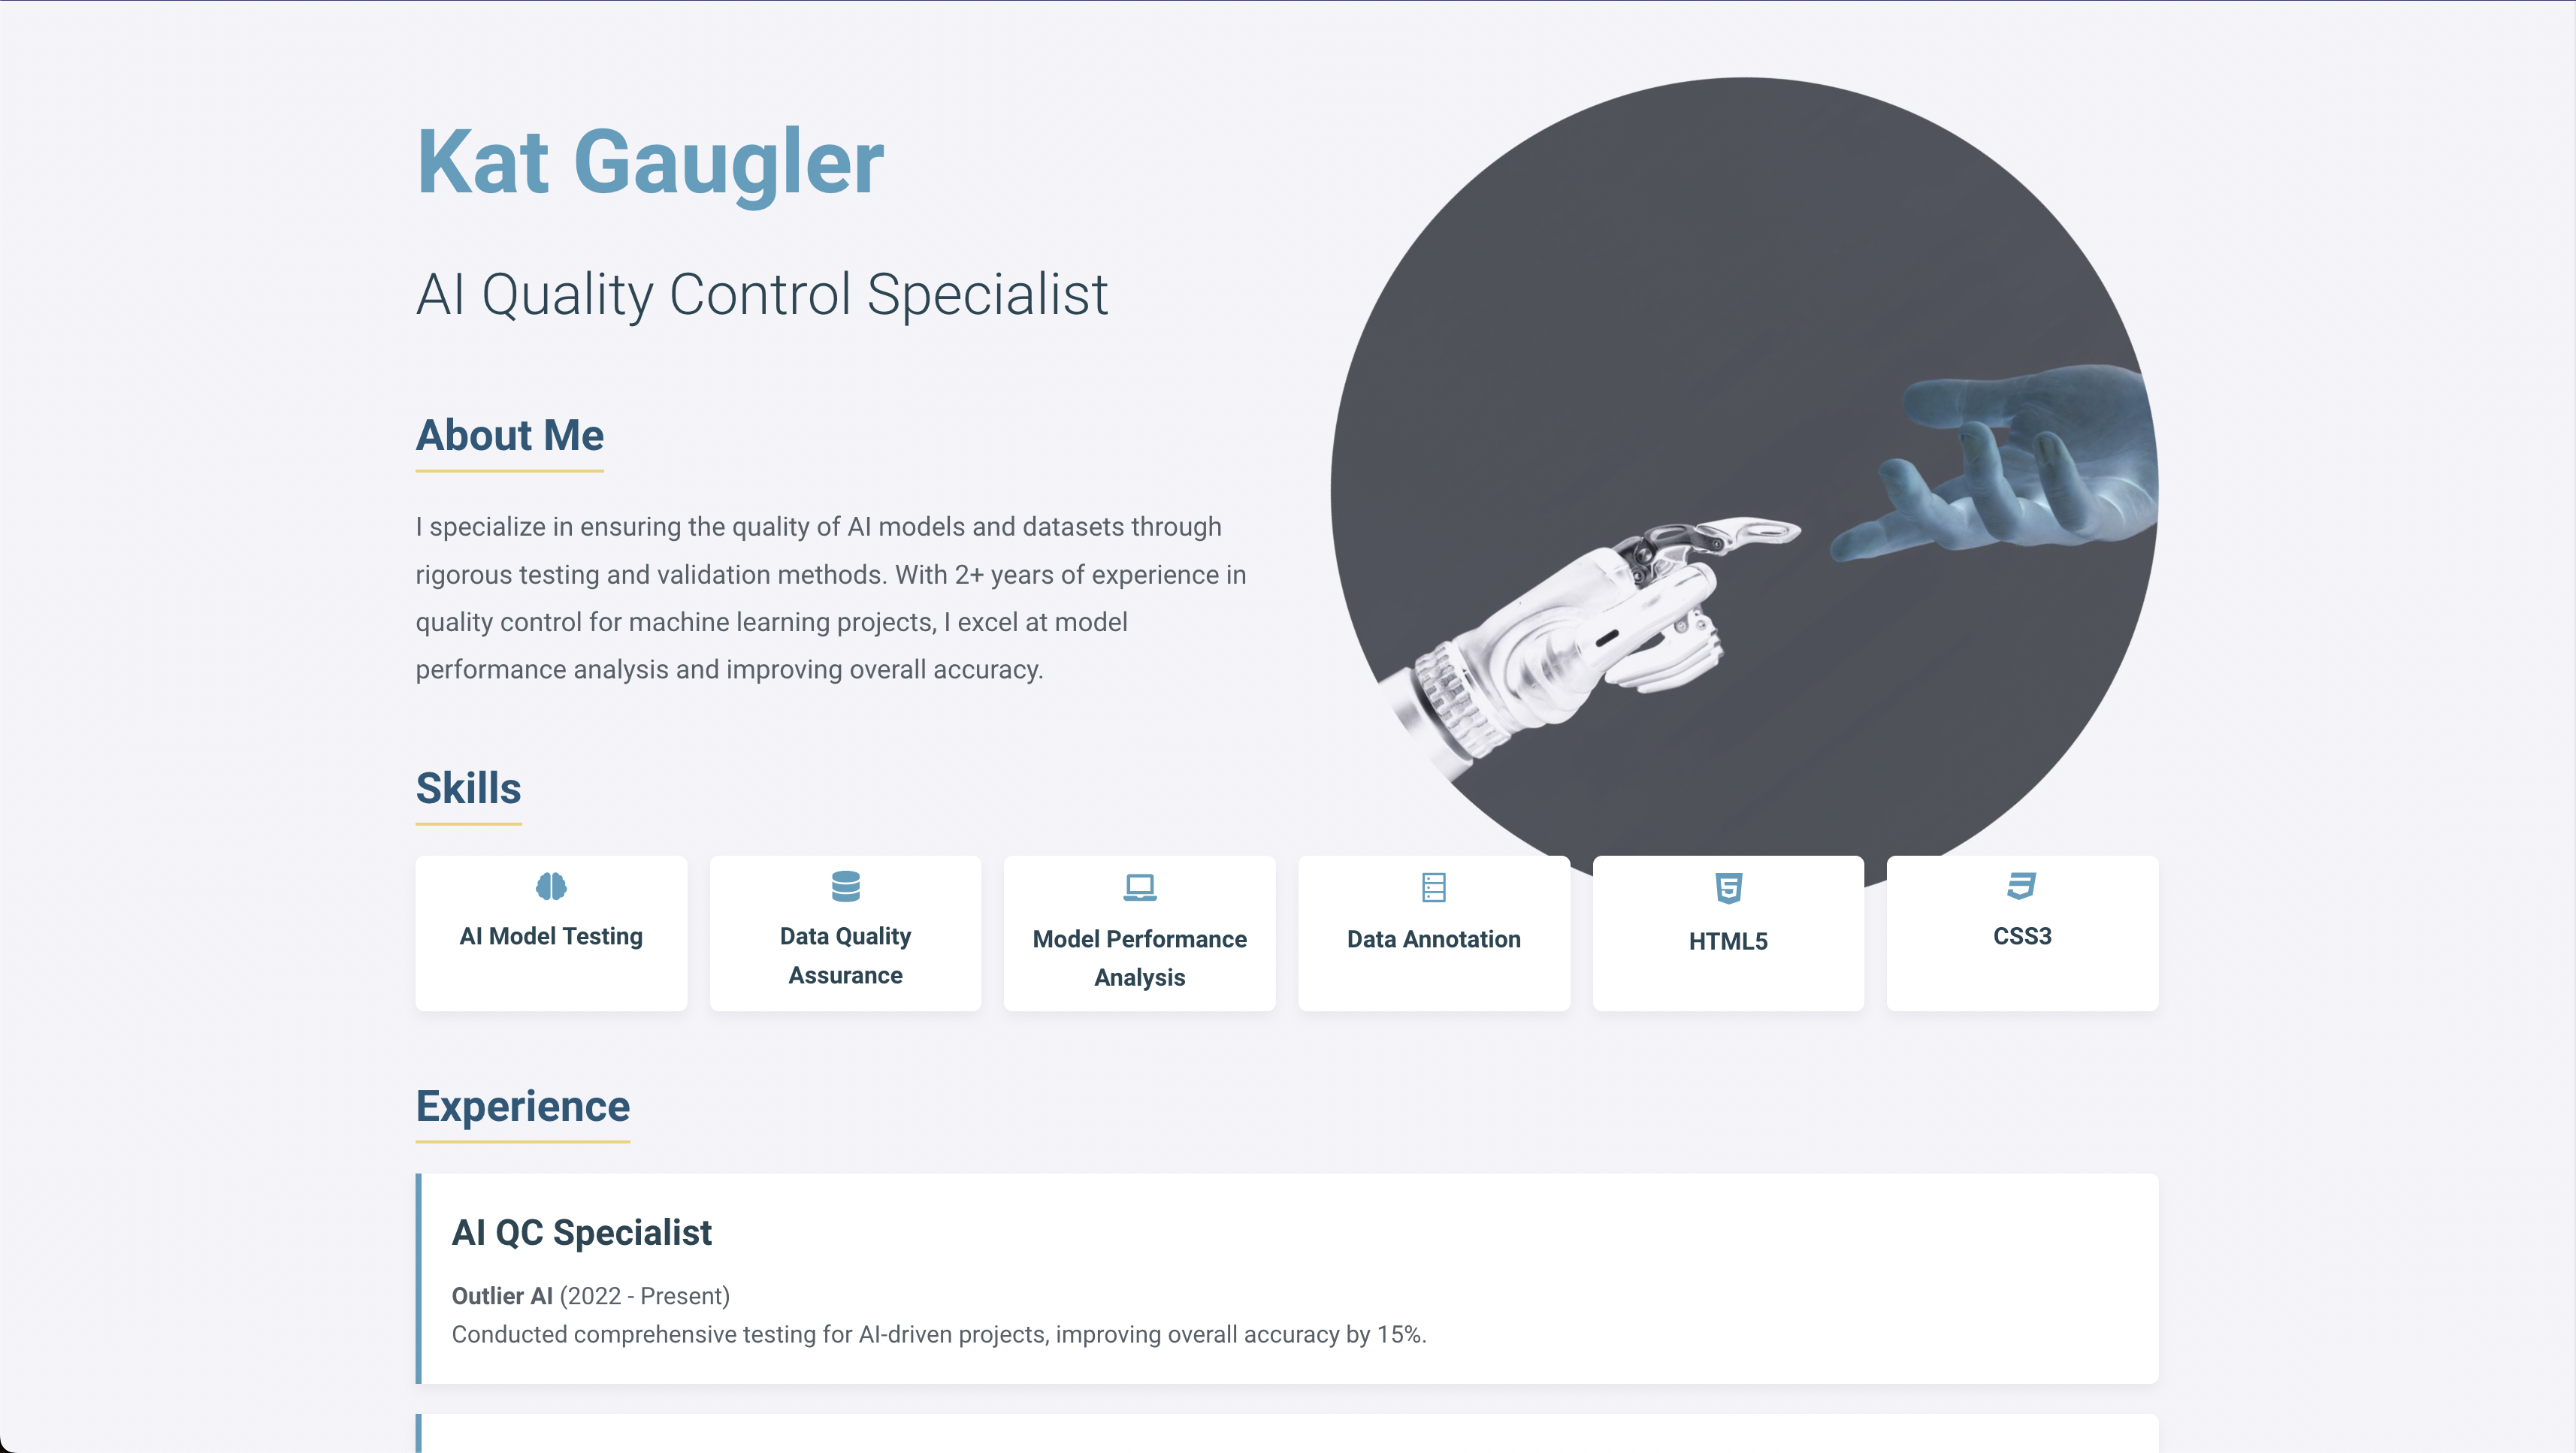 Kat Gaugler
AI Quality Control Specialist
About Me
I specialize in ensuring the quality of AI models and datasets through
rigorous testing and validation methods. With 2+ years of experience in
quality control for machine learning projects, I excel at model
performance analysis and improving overall accuracy.
Skills
AI Model Testing
Data Quality
Assurance
Model Performance
Analysis
Data Annotation
HTML5
CSS3
Experience
AI QC Specialist
Outlier AI (2022 - Present)
Conducted comprehensive testing for AI-driven projects, improving overall accuracy by 15%.